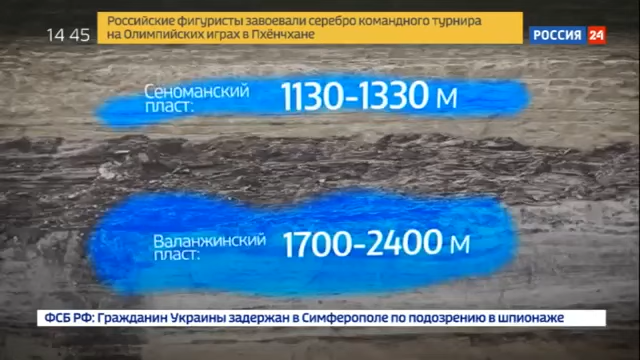 14 45
Российские фигуристы завоевали серебро командного турнира
на Олимпийских играх в Пхёнчхане
РОССИЯ 24
Сеноманский
пласт:
1130-1330 м
Валанжинский
пласт:
1700-2400 м
ФСБ РФ: Гражданин Украины задержан в Симферополе по подозрению в шпионаже